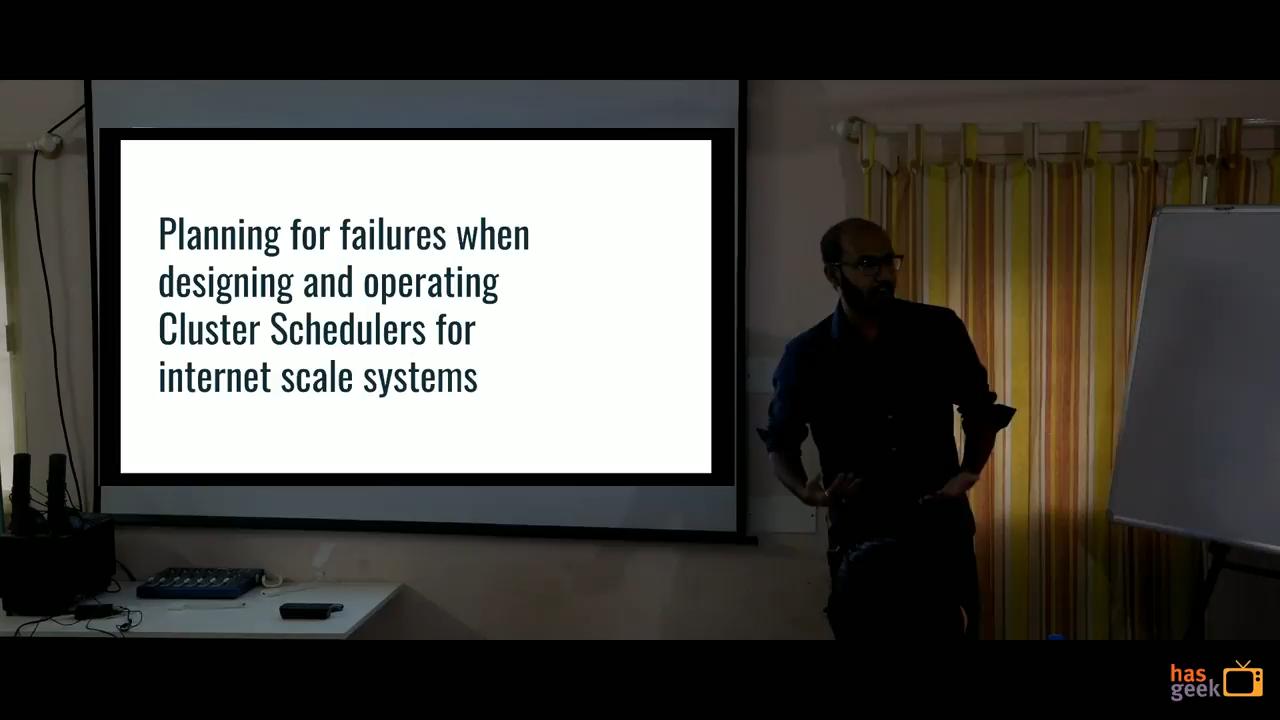 Planning for failures when
designing and operating
Cluster Schedulers for
internet scale systems
has
geek